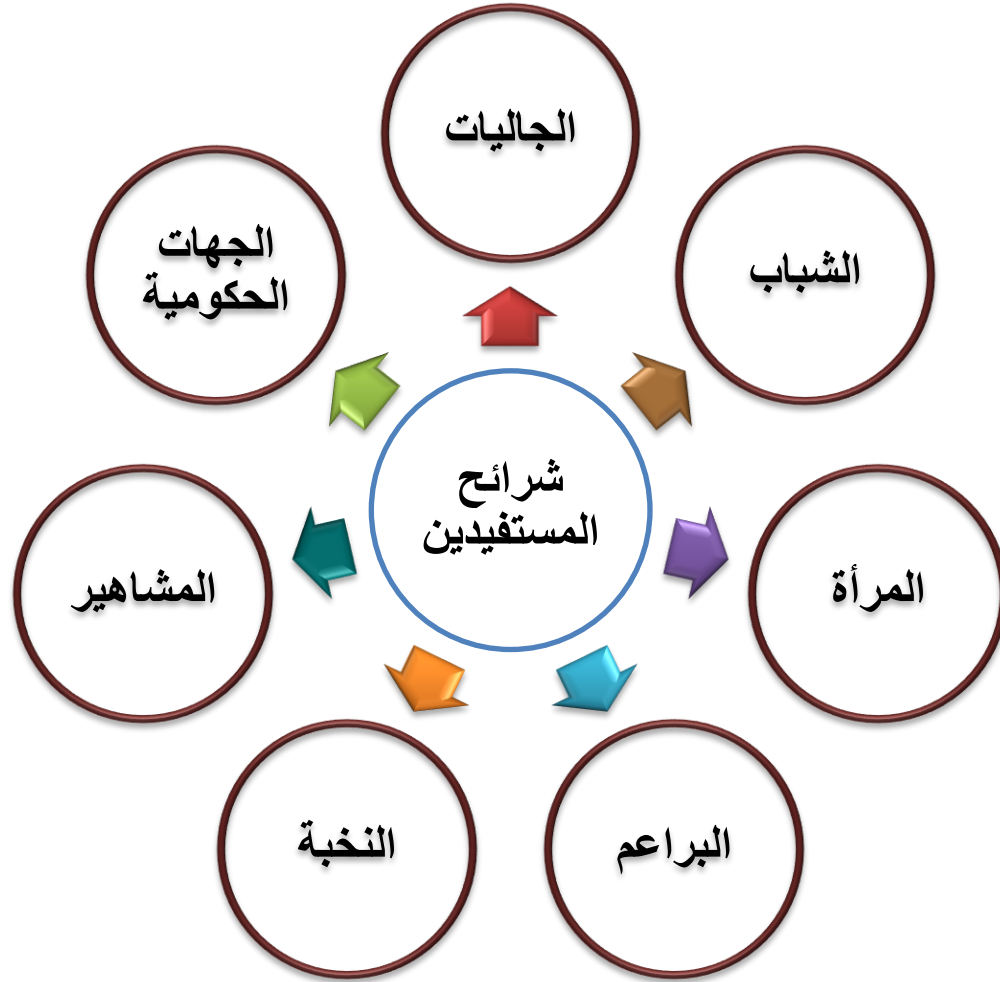 الجاليات
الشباب
الجهات
الحكومية
شرائح
المستفيدين
المرأة
المشاهير
البراعم
النخبة